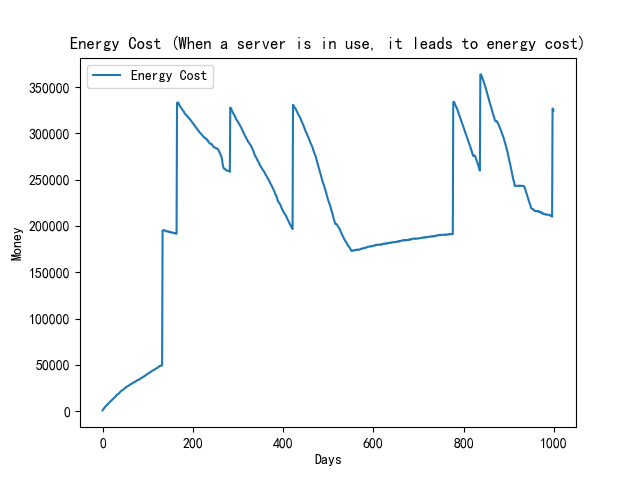 Energy Cost (When a server is in use, it leads to energy cost)
Energy Cost
Money
350000
300000
250000
200000
150000
100000
50000
0
0 200 400 600 800 1000
Days